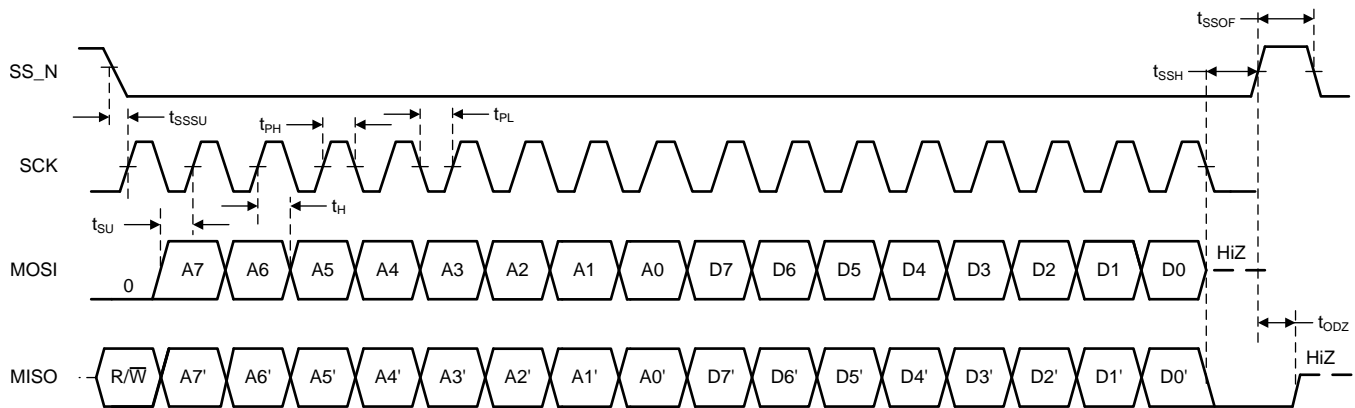 tSSOF
SS_N
tSSH
tSSSU
tPH
tPL
SCK
tSU
tH
MOSI
0 A7 A6 A5 A4 A3 A2 A1 A0 D7 D6 D5 D4 D3 D2 D1 D0 HiZ
tODZ
HiZ
MISO R/W̅ A7' A6' A5' A4' A3' A2' A1' A0' D7' D6' D5' D4' D3' D2' D1' D0'